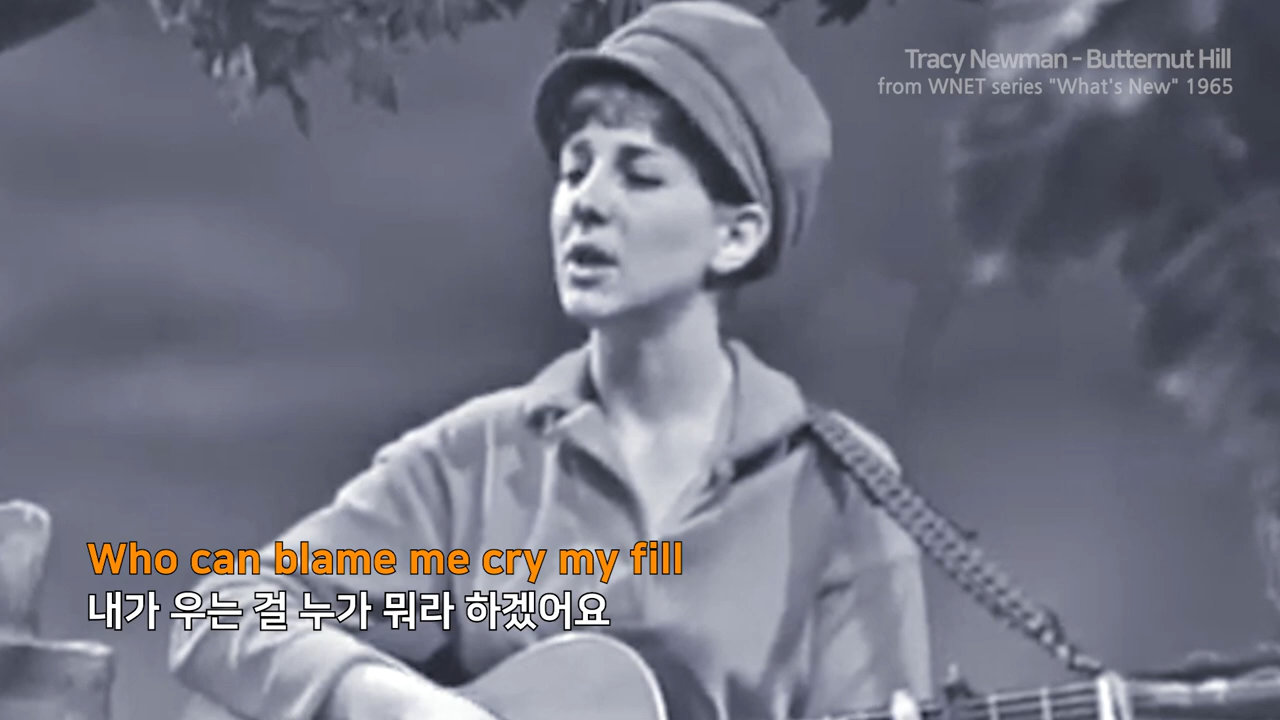 Tracy Newman - Butternut Hill
from WNET series "What's New" 1965
Who can blame me cry my fill
내가 우는 걸 누가 뭐라 하겠어요